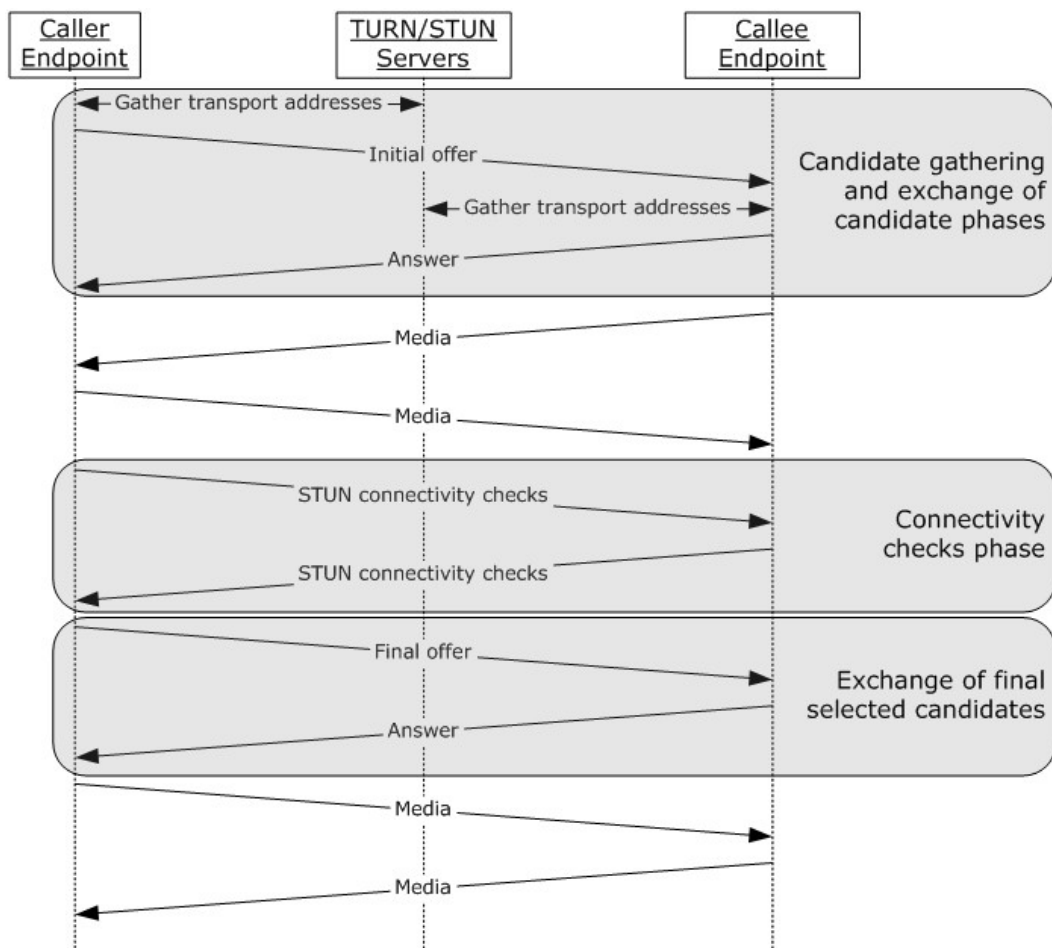 Caller
Endpoint
TURN/STUN
Servers
Callee
Endpoint
Gather transport addresses
Initial offer
Candidate gathering
and exchange of
candidate phases
Gather transport addresses
Answer
Media
Media
STUN connectivity checks
Connectivity
checks phase
STUN connectivity checks
Final offer
Exchange of final
selected candidates
Answer
Media
Media